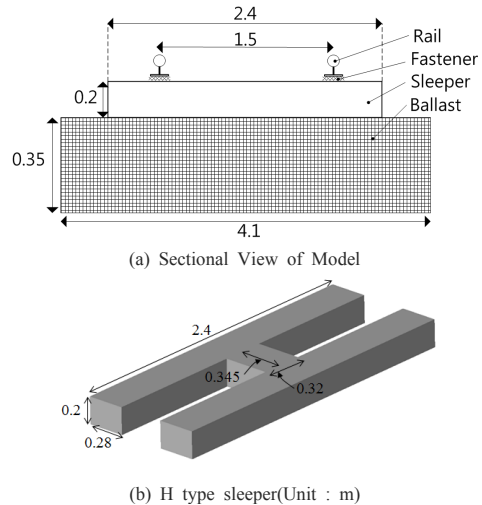 2.4
1.5
Rail
Fastener
Sleeper
Ballast
0.2
0.35
4.1
(a) Sectional View of Model
2.4
0.345
0.32
0.2
0.28
(b) H type sleeper(Unit : m)